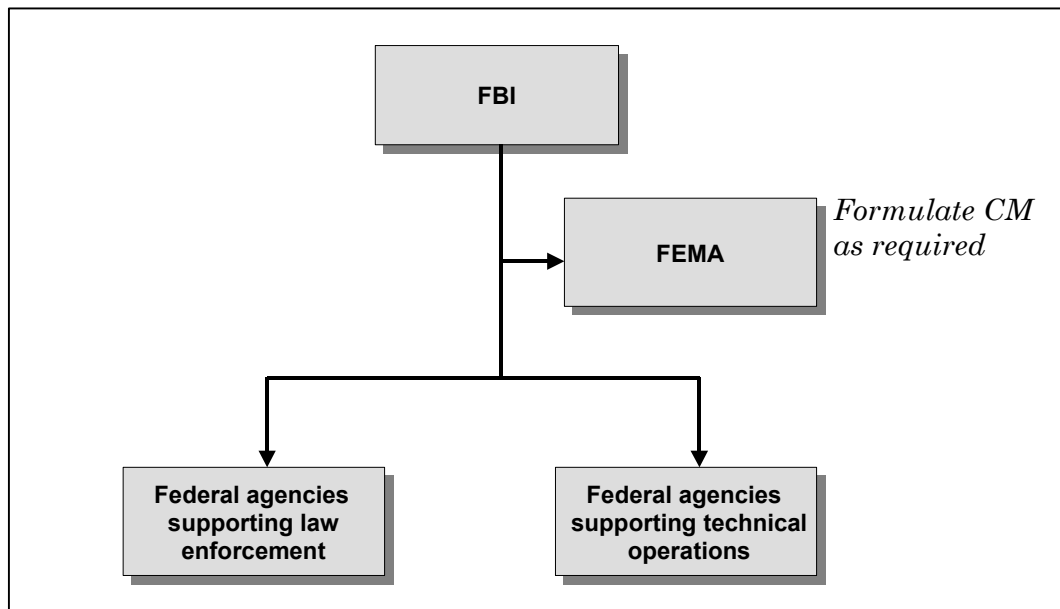 FBI
FEMA
Formulate CM
as required
Federal agencies
supporting law
enforcement
Federal agencies
supporting technical
operations